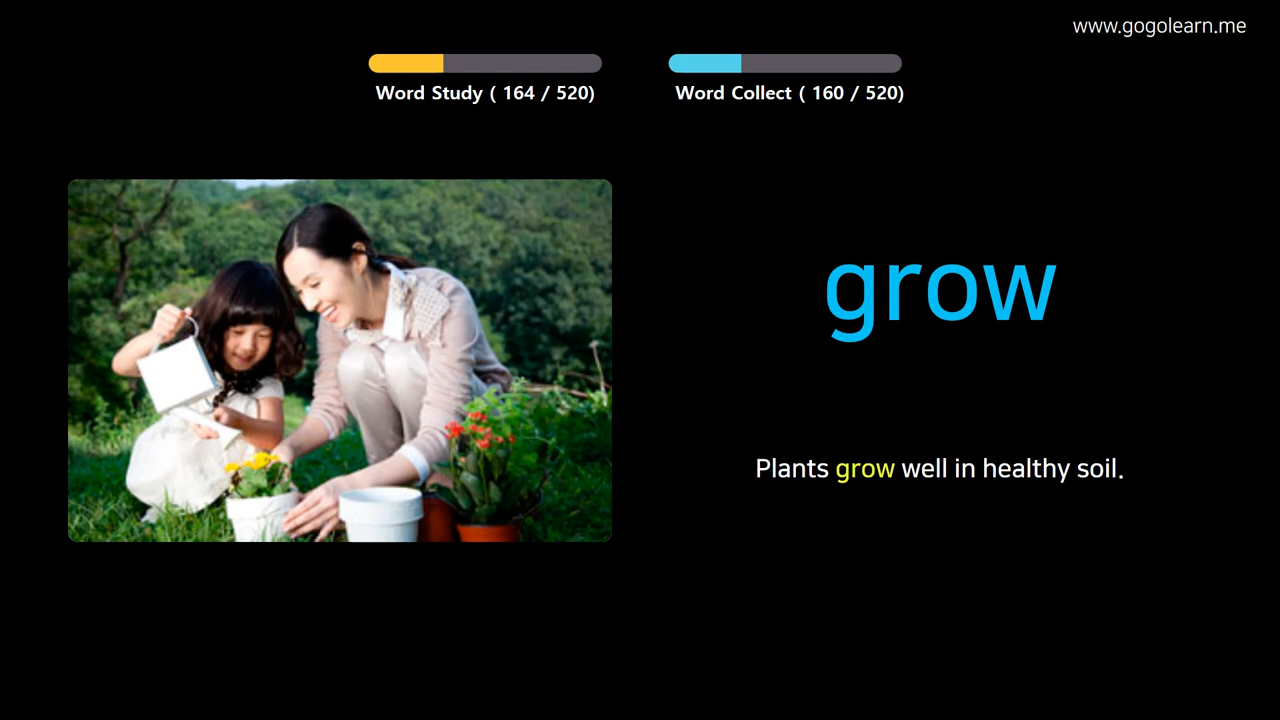 www.gogolearn.me
Word Study ( 164 / 520)
Word Collect ( 160 / 520)
grow
Plants grow well in healthy soil.